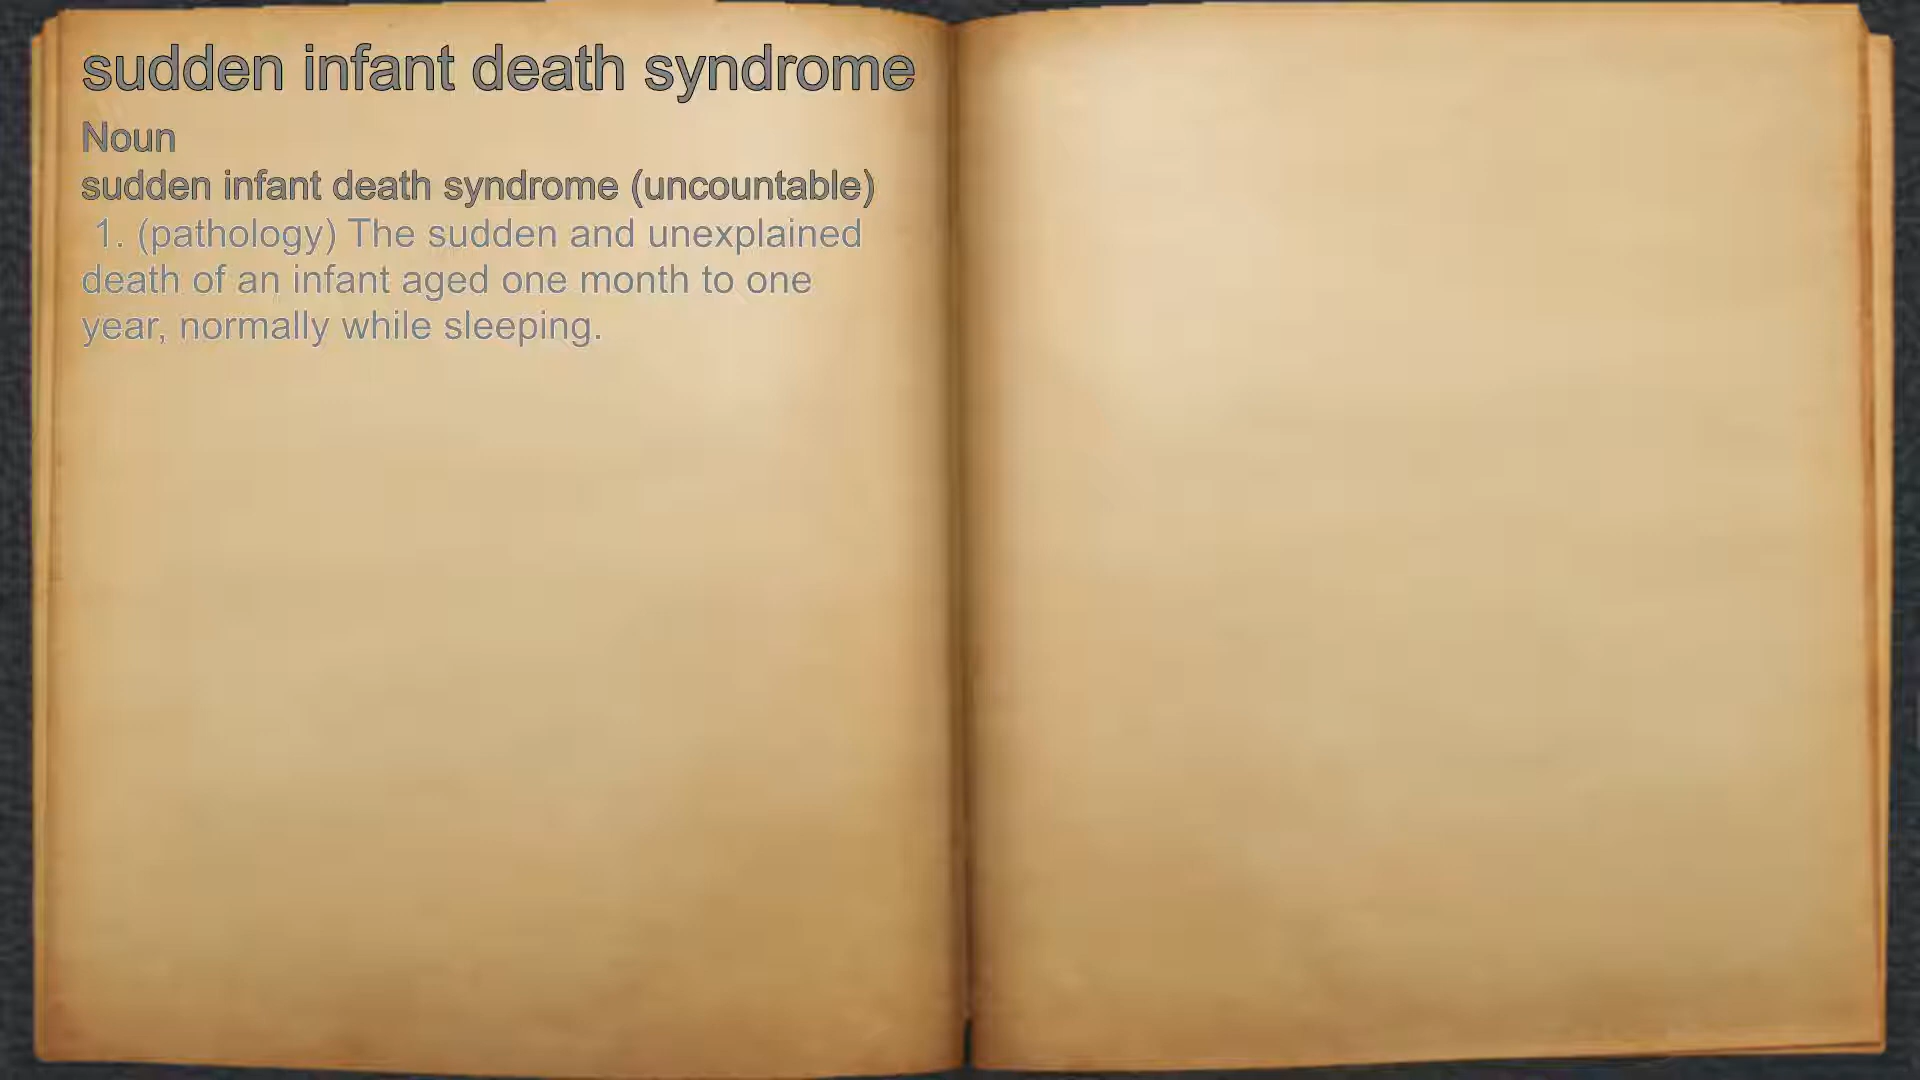 sudden infant death syndrome
Noun
sudden infant death syndrome (uncountable)
1. (pathology) The sudden and unexplained
death of an infant aged one month to one
year, normally while sleeping.